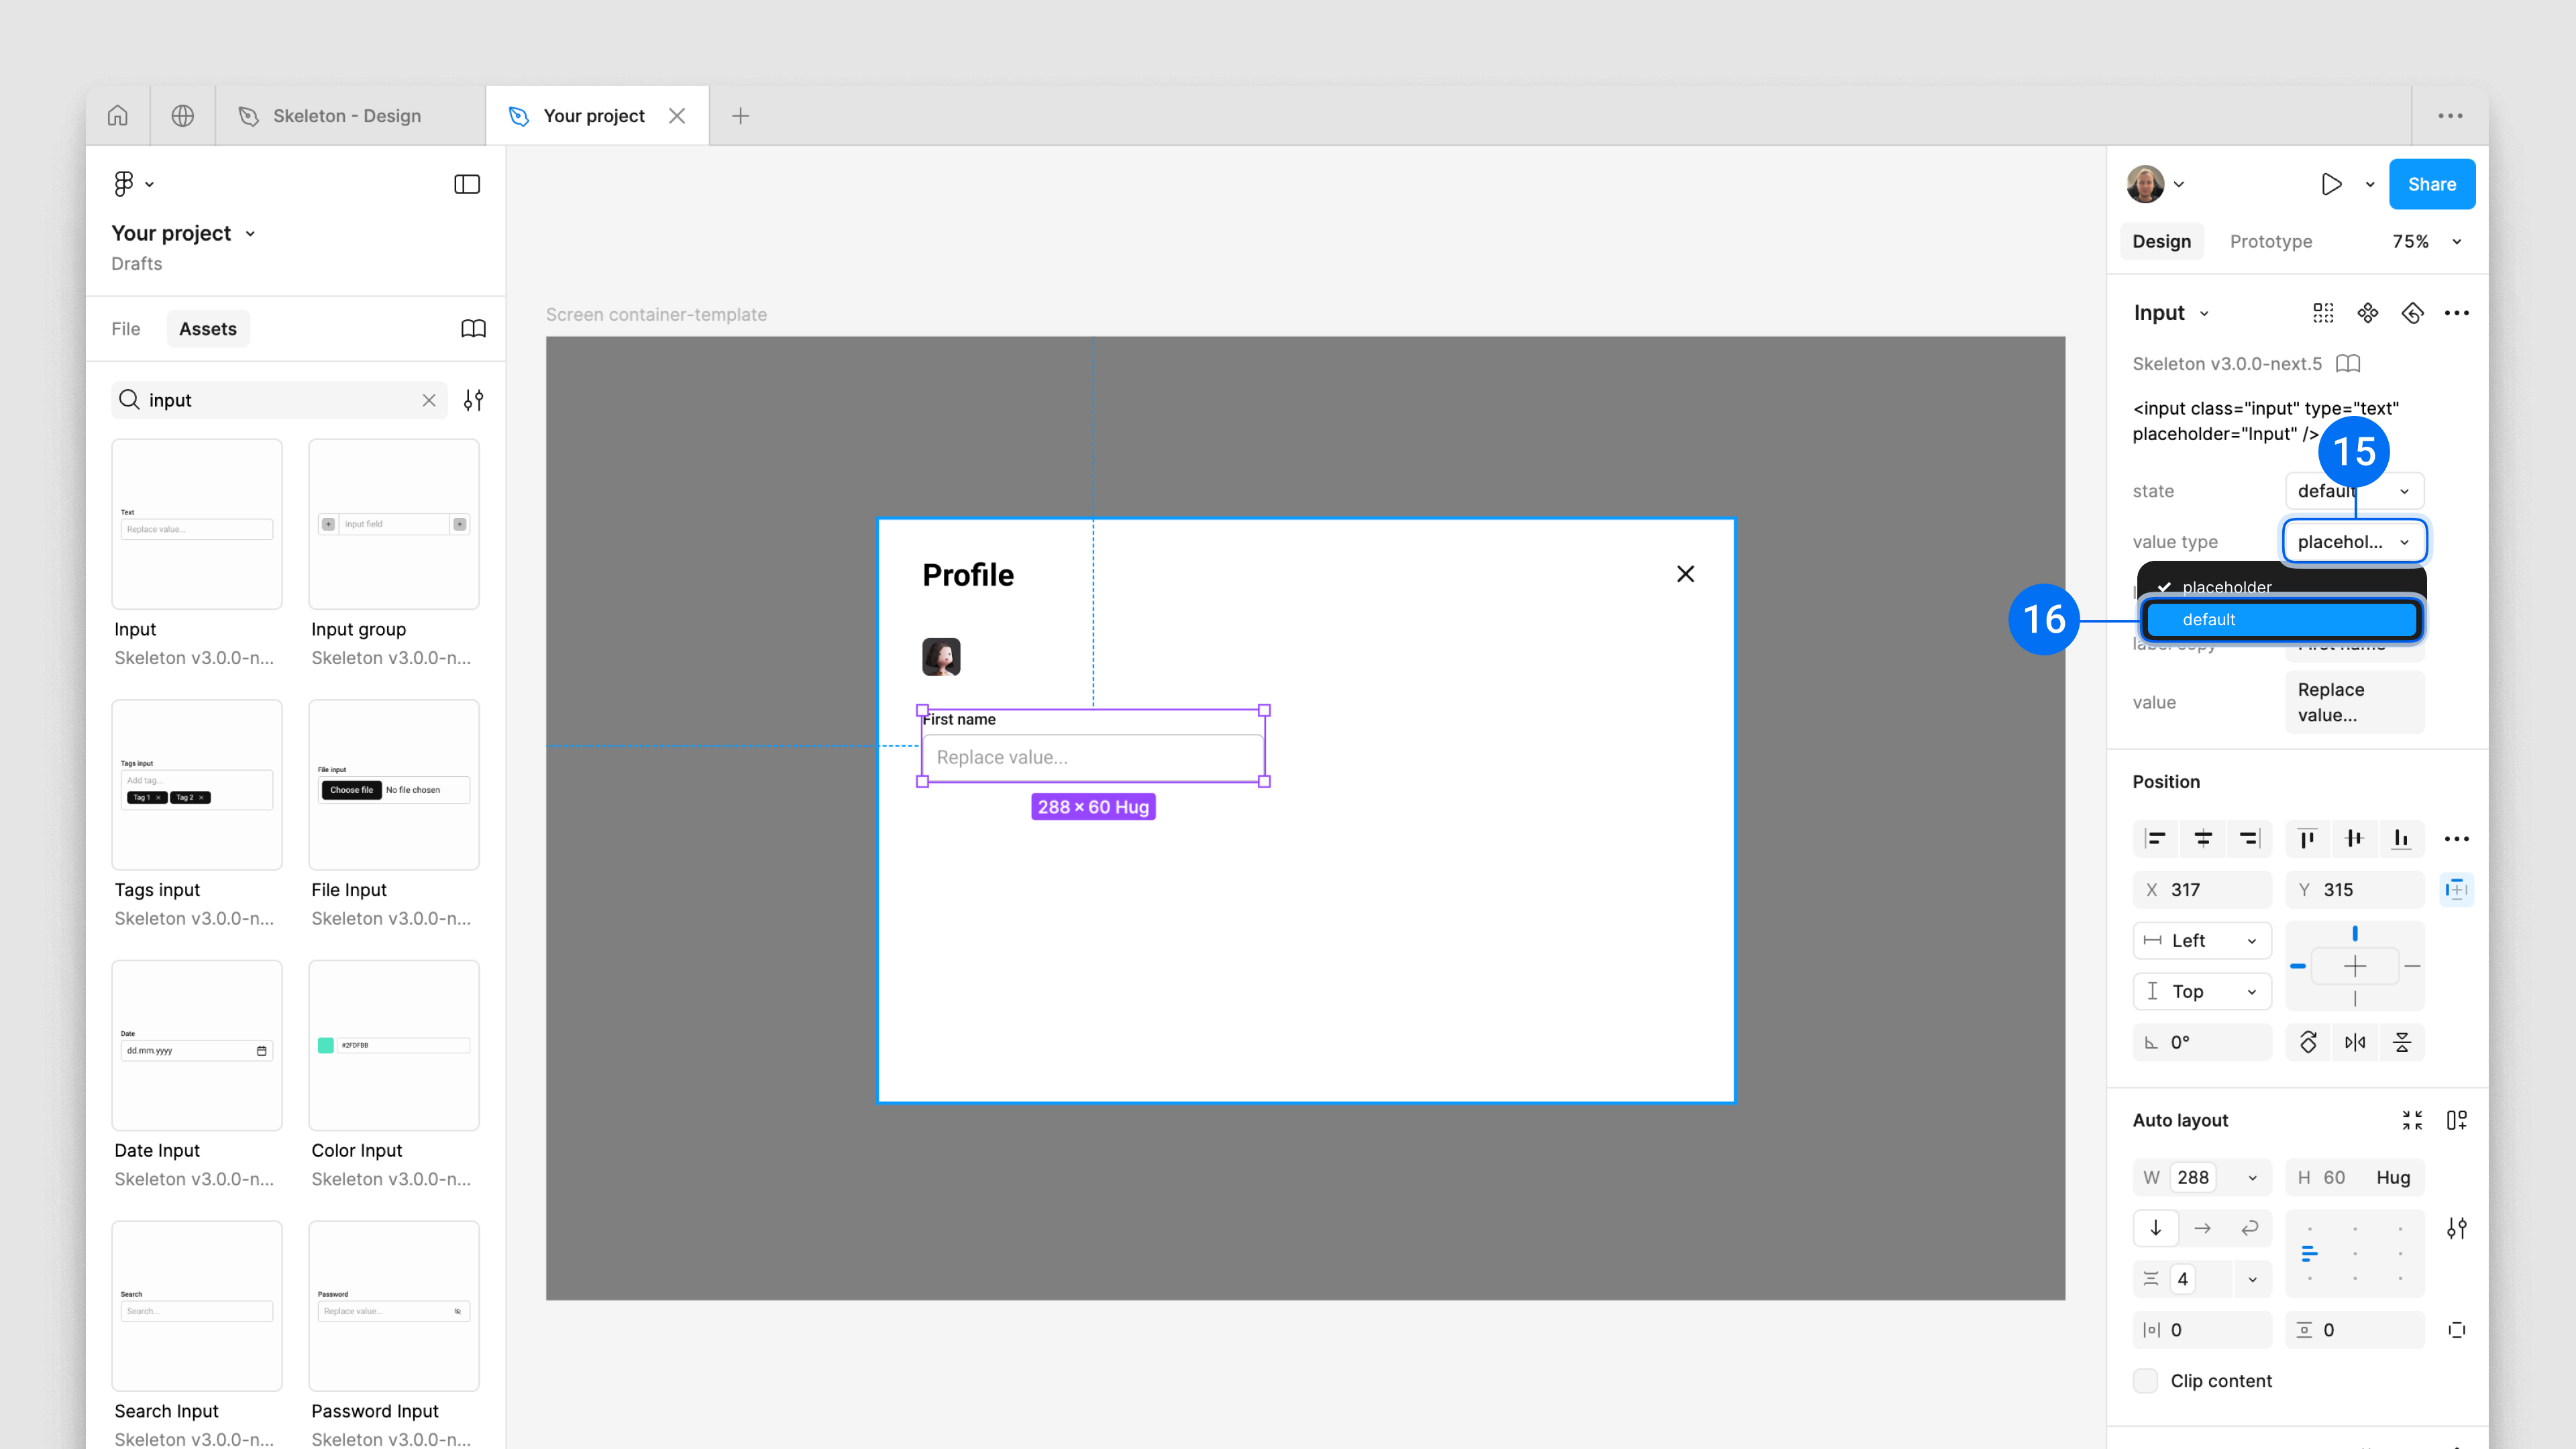 Skeleton - Design
Your project
Share
Your project
Drafts
Design
Prototype
75%
File
Assets
Screen container-template
Input
Skeleton v3.0.0-next.5
input
<input class="input" type="text"
placeholder="Input" />
15
state
default
value type
placehol...
placeholder
16
default
label copy
First name
value
Replace
value...
Text
Replace value...
input field
Input
Skeleton v3.0.0-n...
Input group
Skeleton v3.0.0-n...
Tags input
Add tag...
Tag 1
Tag 2
File input
Choose file
No file chosen
Tags input
Skeleton v3.0.0-n...
File Input
Skeleton v3.0.0-n...
Date
dd.mm.yyyy
#2FDFBB
Date Input
Skeleton v3.0.0-n...
Color Input
Skeleton v3.0.0-n...
Search
Search...
Password
Replace value...
Search Input
Skeleton v3.0.0-n...
Password Input
Skeleton v3.0.0-n...
Profile
First name
Replace value...
288 × 60 Hug
Position
X 317
Y 315
Left
Top
0°
Auto layout
W 288
H 60 Hug
4
0
0
Clip content